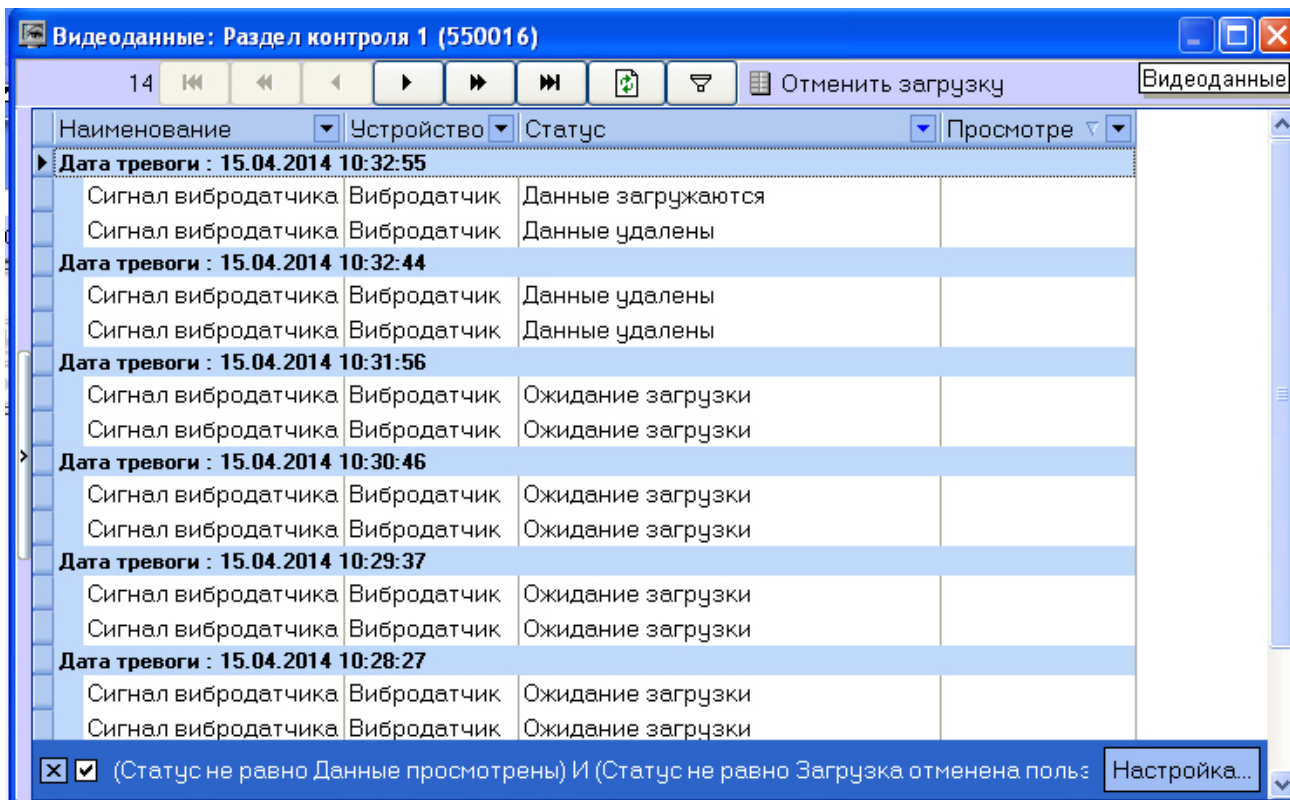 Видеоданные: Раздел контроля 1 (550016)
14 Отменить загрузку Видеоданные
Наименование Устройство Статус Просмотре
Дата тревоги : 15.04.2014 10:32:55
Сигнал вибродатчика Вибродатчик Данные загружаются
Сигнал вибродатчика Вибродатчик Данные удалены
Дата тревоги : 15.04.2014 10:32:44
Сигнал вибродатчика Вибродатчик Данные удалены
Сигнал вибродатчика Вибродатчик Данные удалены
Дата тревоги : 15.04.2014 10:31:56
Сигнал вибродатчика Вибродатчик Ожидание загрузки
Сигнал вибродатчика Вибродатчик Ожидание загрузки
Дата тревоги : 15.04.2014 10:30:46
Сигнал вибродатчика Вибродатчик Ожидание загрузки
Сигнал вибродатчика Вибродатчик Ожидание загрузки
Дата тревоги : 15.04.2014 10:29:37
Сигнал вибродатчика Вибродатчик Ожидание загрузки
Сигнал вибродатчика Вибродатчик Ожидание загрузки
Дата тревоги : 15.04.2014 10:28:27
Сигнал вибродатчика Вибродатчик Ожидание загрузки
Сигнал вибродатчика Вибродатчик Ожидание загрузки
(Статус не равно Данные просмотрены) И (Статус не равно Загрузка отменена польз Настройка...